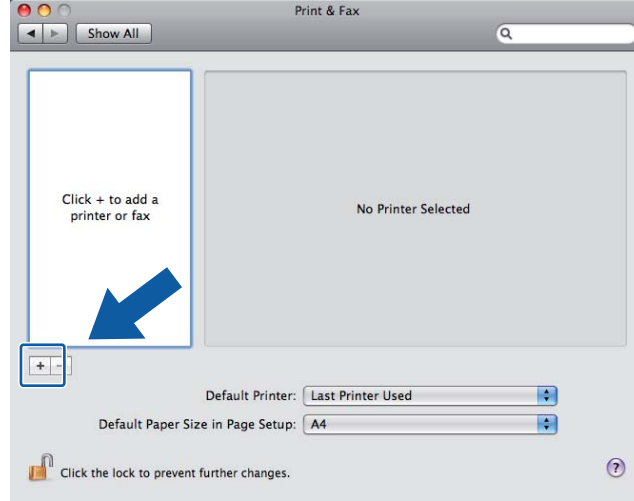 Print & Fax
Show All
Click + to add a
printer or fax
No Printer Selected
+ -
Default Printer: Last Printer Used
Default Paper Size in Page Setup: A4
Click the lock to prevent further changes.
?